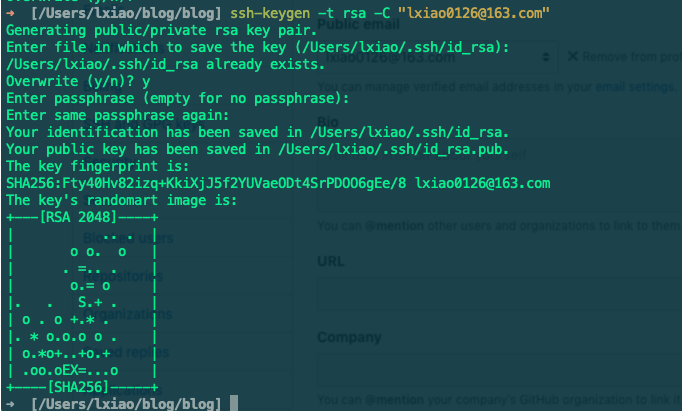 ➜ [/Users/lxiao/blog/blog] ssh-keygen -t rsa -C "lxiao0126@163.com"
Generating public/private rsa key pair.
Enter file in which to save the key (/Users/lxiao/.ssh/id_rsa):
/Users/lxiao/.ssh/id_rsa already exists.
Overwrite (y/n)? y
Enter passphrase (empty for no passphrase):
Enter same passphrase again:
Your identification has been saved in /Users/lxiao/.ssh/id_rsa.
Your public key has been saved in /Users/lxiao/.ssh/id_rsa.pub.
The key fingerprint is:
SHA256:Fty40Hv82izq+KkiXjJ5f2YUVaeODt4SrPDOO6gEe/8 lxiao0126@163.com
The key's randomart image is:
+---[RSA 2048]----+
|           .. .  |
|       o o.  o   |
|      . =.. .    |
|       o.= o     |
|.   .   S.+ .    |
| o . o +.* .     |
|. * o.o.o o .    |
| o.*o+..+o.+     |
| .oo.oEX=...o    |
+----[SHA256]-----+
➜ [/Users/lxiao/blog/blog]
Public email
lxiao0126@163.com
Remove from
You can manage verified email addresses in your email settings.
Bio
You can @mention other users and organizations to link to them
URL
Company
You can @mention your company's GitHub organization to link it
Blocked users
Repositories
Organizations
Saved replies